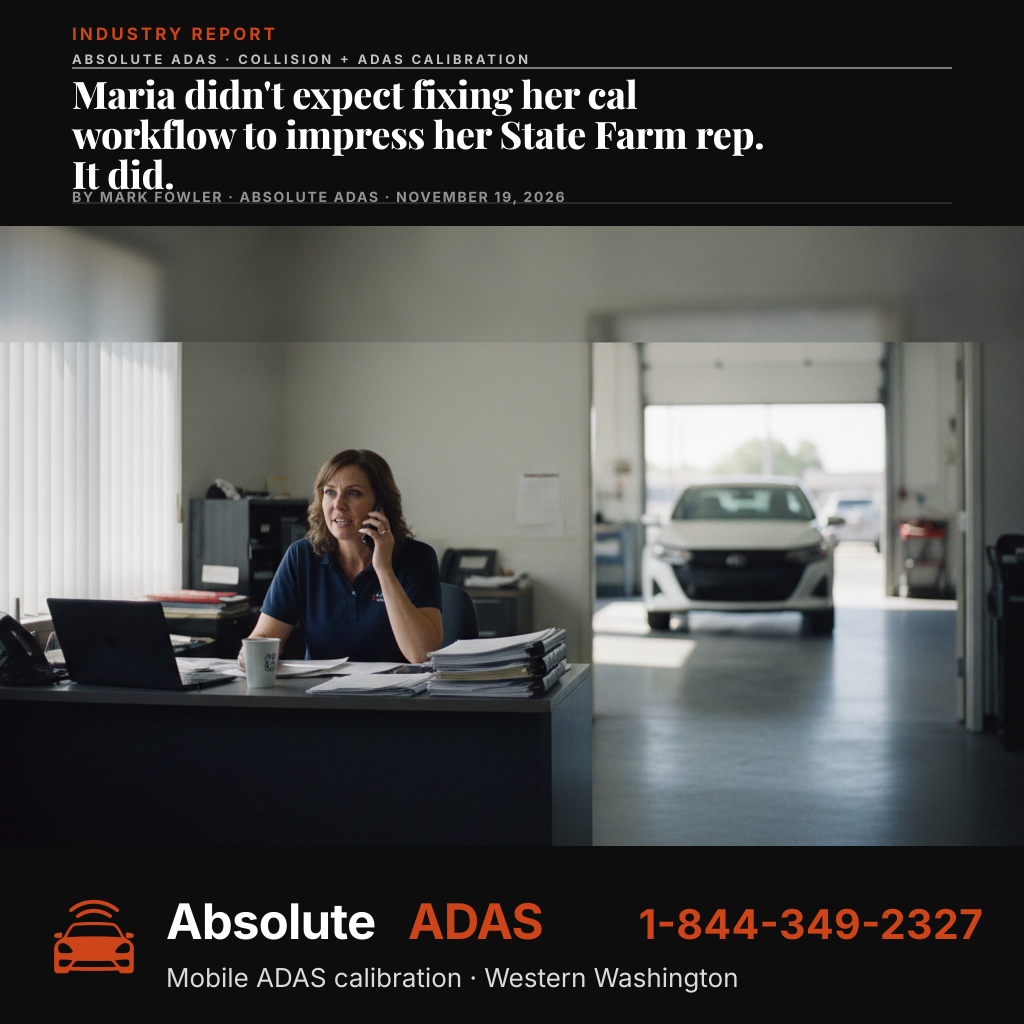 INDUSTRY REPORT
ABSOLUTE ADAS · COLLISION + ADAS CALIBRATION
Maria didn't expect fixing her cal
workflow to impress her State Farm rep.
It did.
BY MARK FOWLER · ABSOLUTE ADAS · NOVEMBER 19, 2026
Absolute ADAS
1-844-349-2327
Mobile ADAS calibration · Western Washington